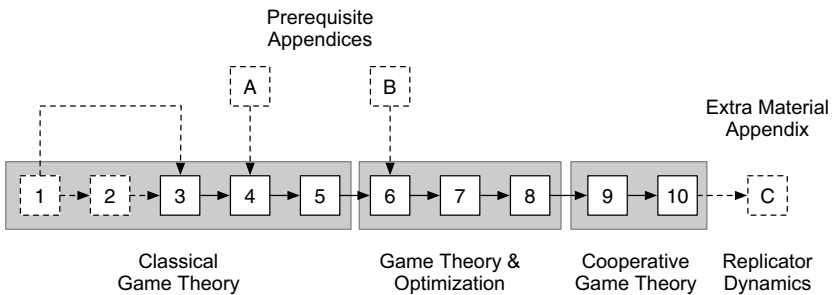 Prerequisite
Appendices
A
B
Extra Material
Appendix
1
2
3
4
5
6
7
8
9
10
C
Classical
Game Theory
Game Theory &
Optimization
Cooperative
Game Theory
Replicator
Dynamics